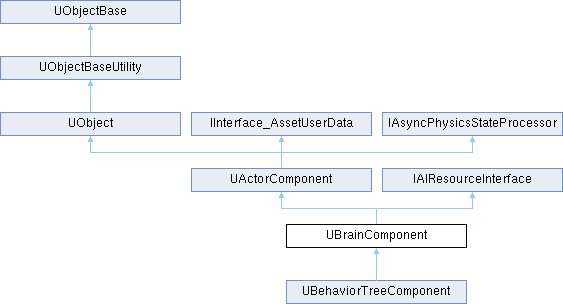 UObjectBase
UObjectBaseUtility
UObject
IInterface_AssetUserData
IAsyncPhysicsStateProcessor
UActorComponent
IAIResourceInterface
UBrainComponent
UBehaviorTreeComponent